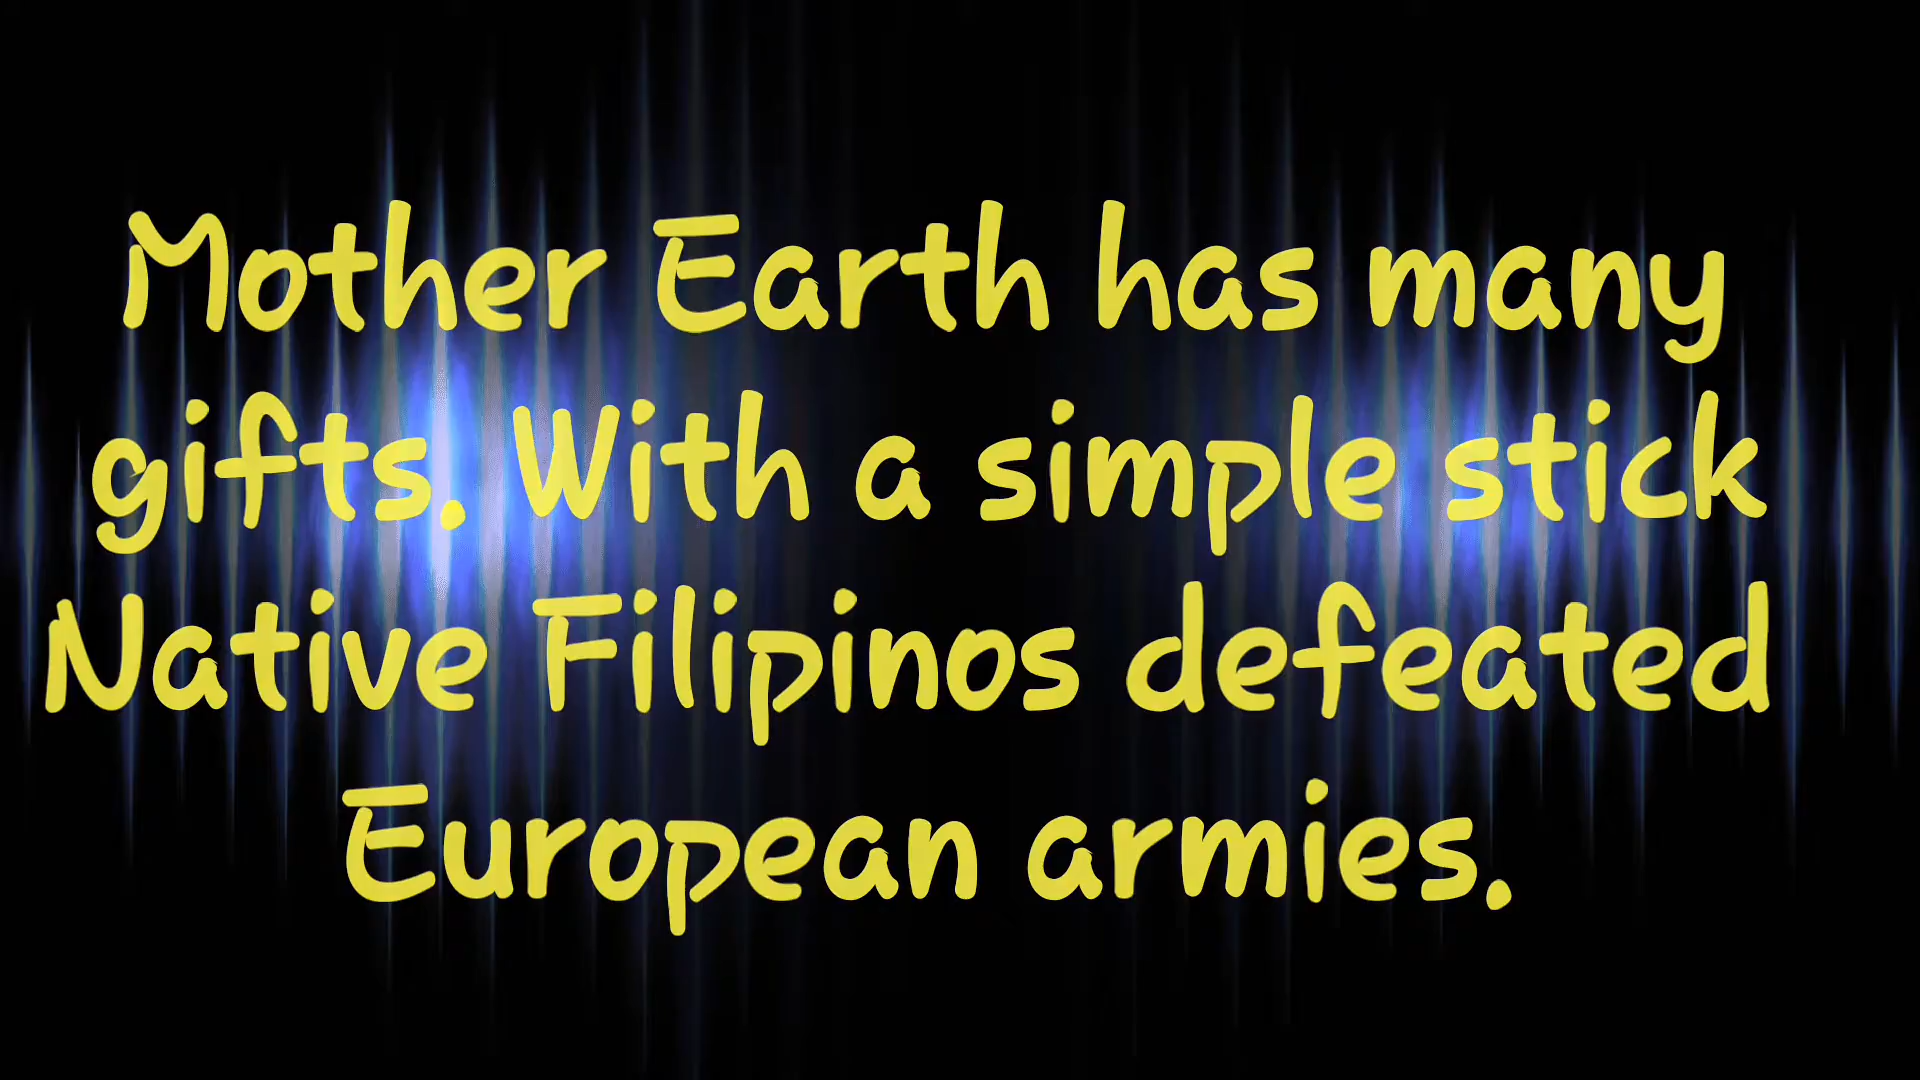 Mother Earth has many
gifts. With a simple stick
Native Filipinos defeated
European armies.